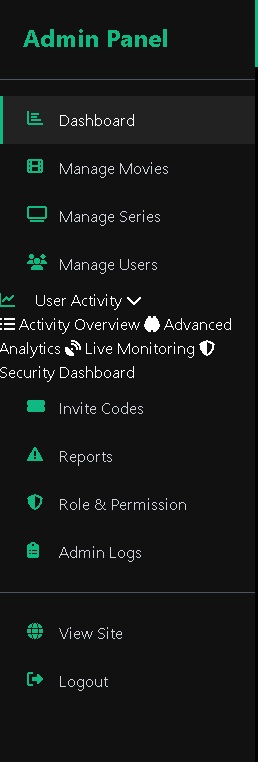 Admin Panel
Dashboard
Manage Movies
Manage Series
Manage Users
User Activity
Activity Overview Advanced
Analytics Live Monitoring
Security Dashboard
Invite Codes
Reports
Role & Permission
Admin Logs
View Site
Logout